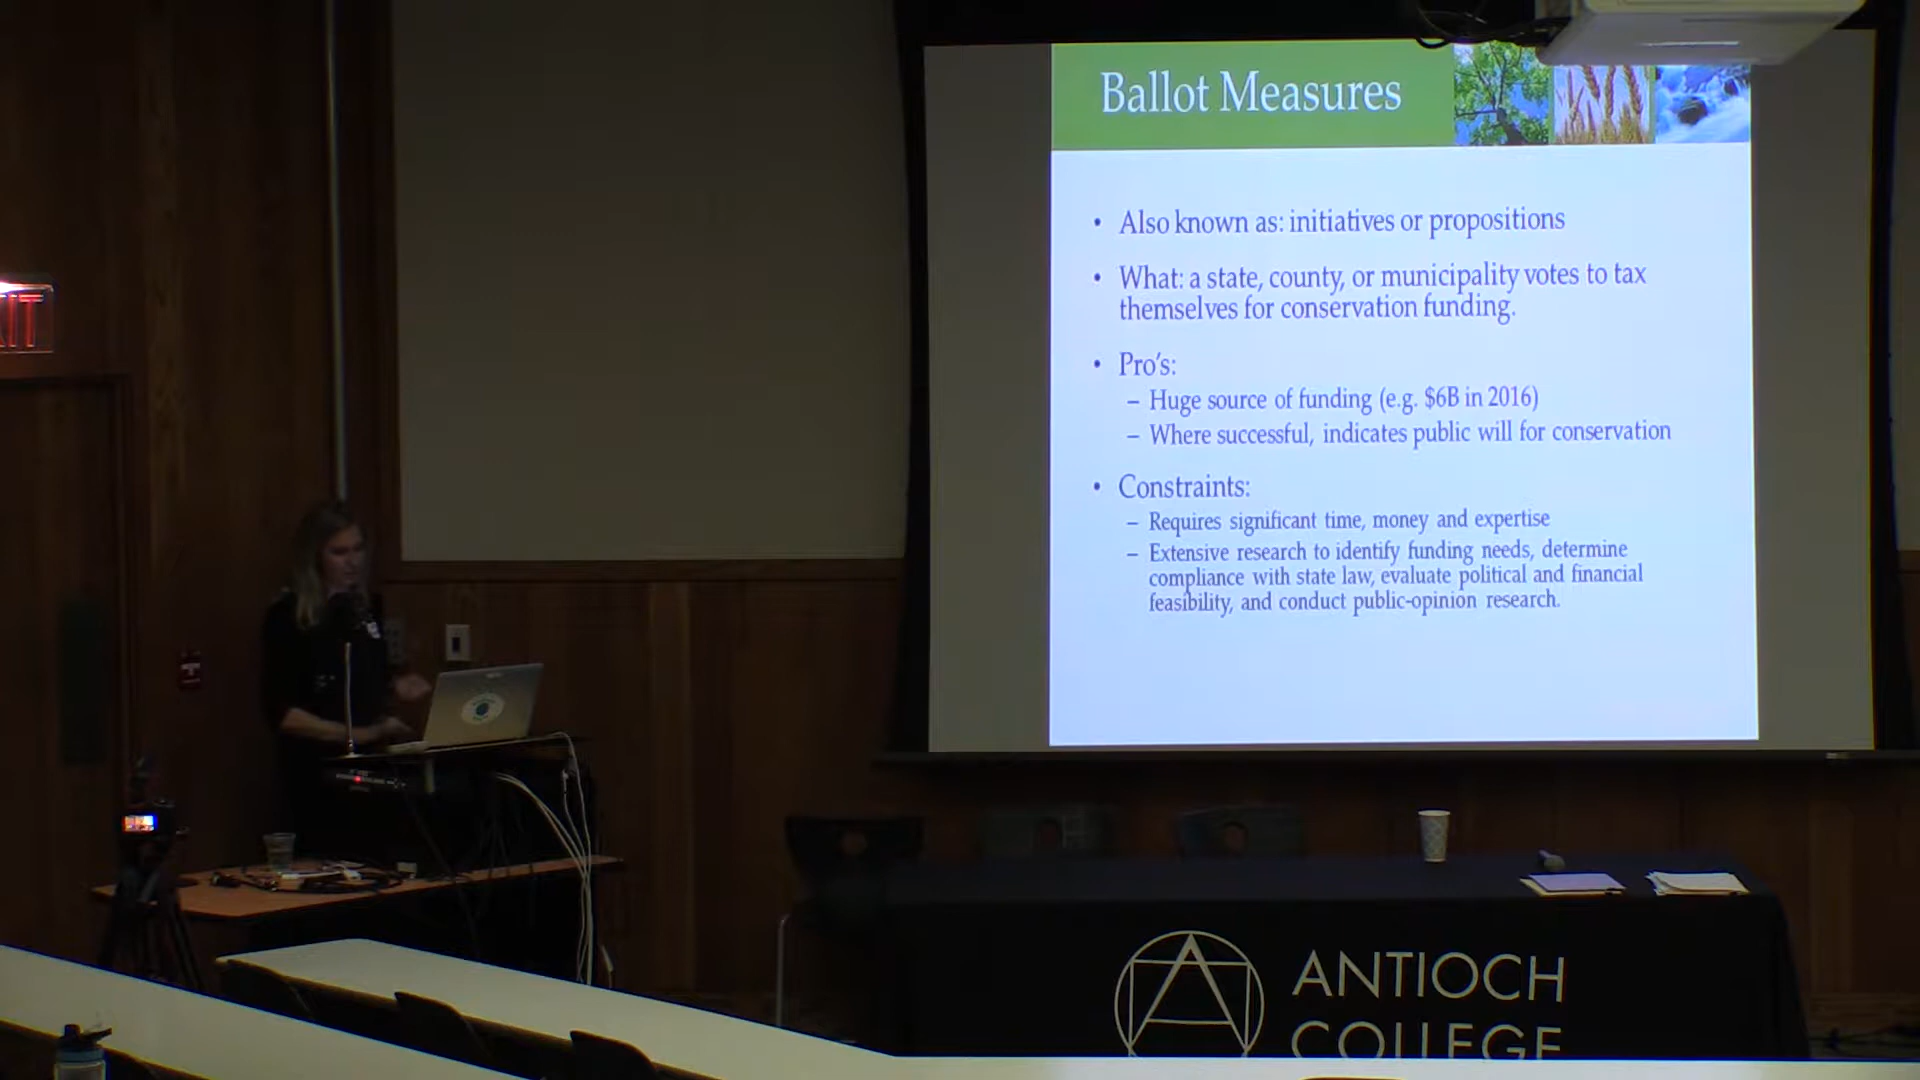 Ballot Measures
• Also known as: initiatives or propositions
• What: a state, county, or municipality votes to tax
themselves for conservation funding.
• Pro's:
– Huge source of funding (e.g. $6B in 2016)
– Where successful, indicates public will for conservation
• Constraints:
– Requires significant time, money and expertise
– Extensive research to identify funding needs, determine
compliance with state law, evaluate political and financial
feasibility, and conduct public-opinion research.
IT
ANTIOCH
COLLEGE